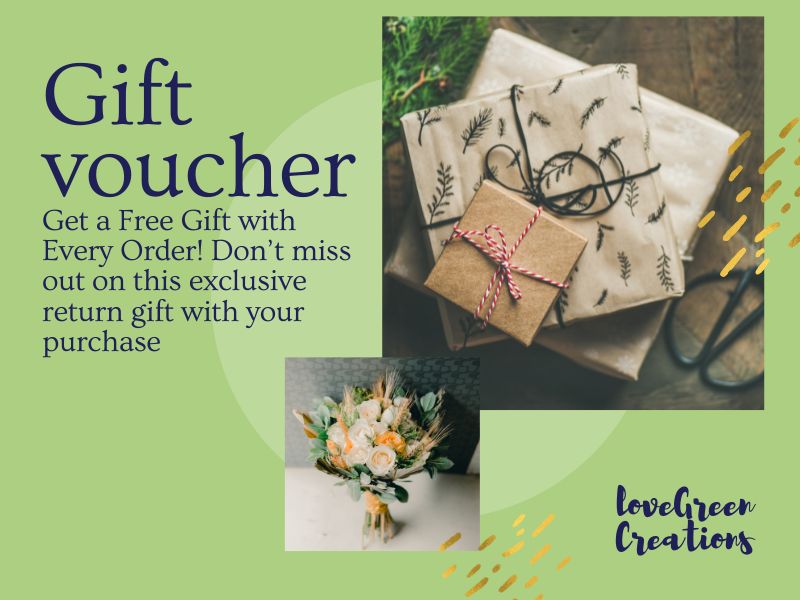 Gift
voucher
Get a Free Gift with
Every Order! Don’t miss
out on this exclusive
return gift with your
purchase
loveGreen
Creations